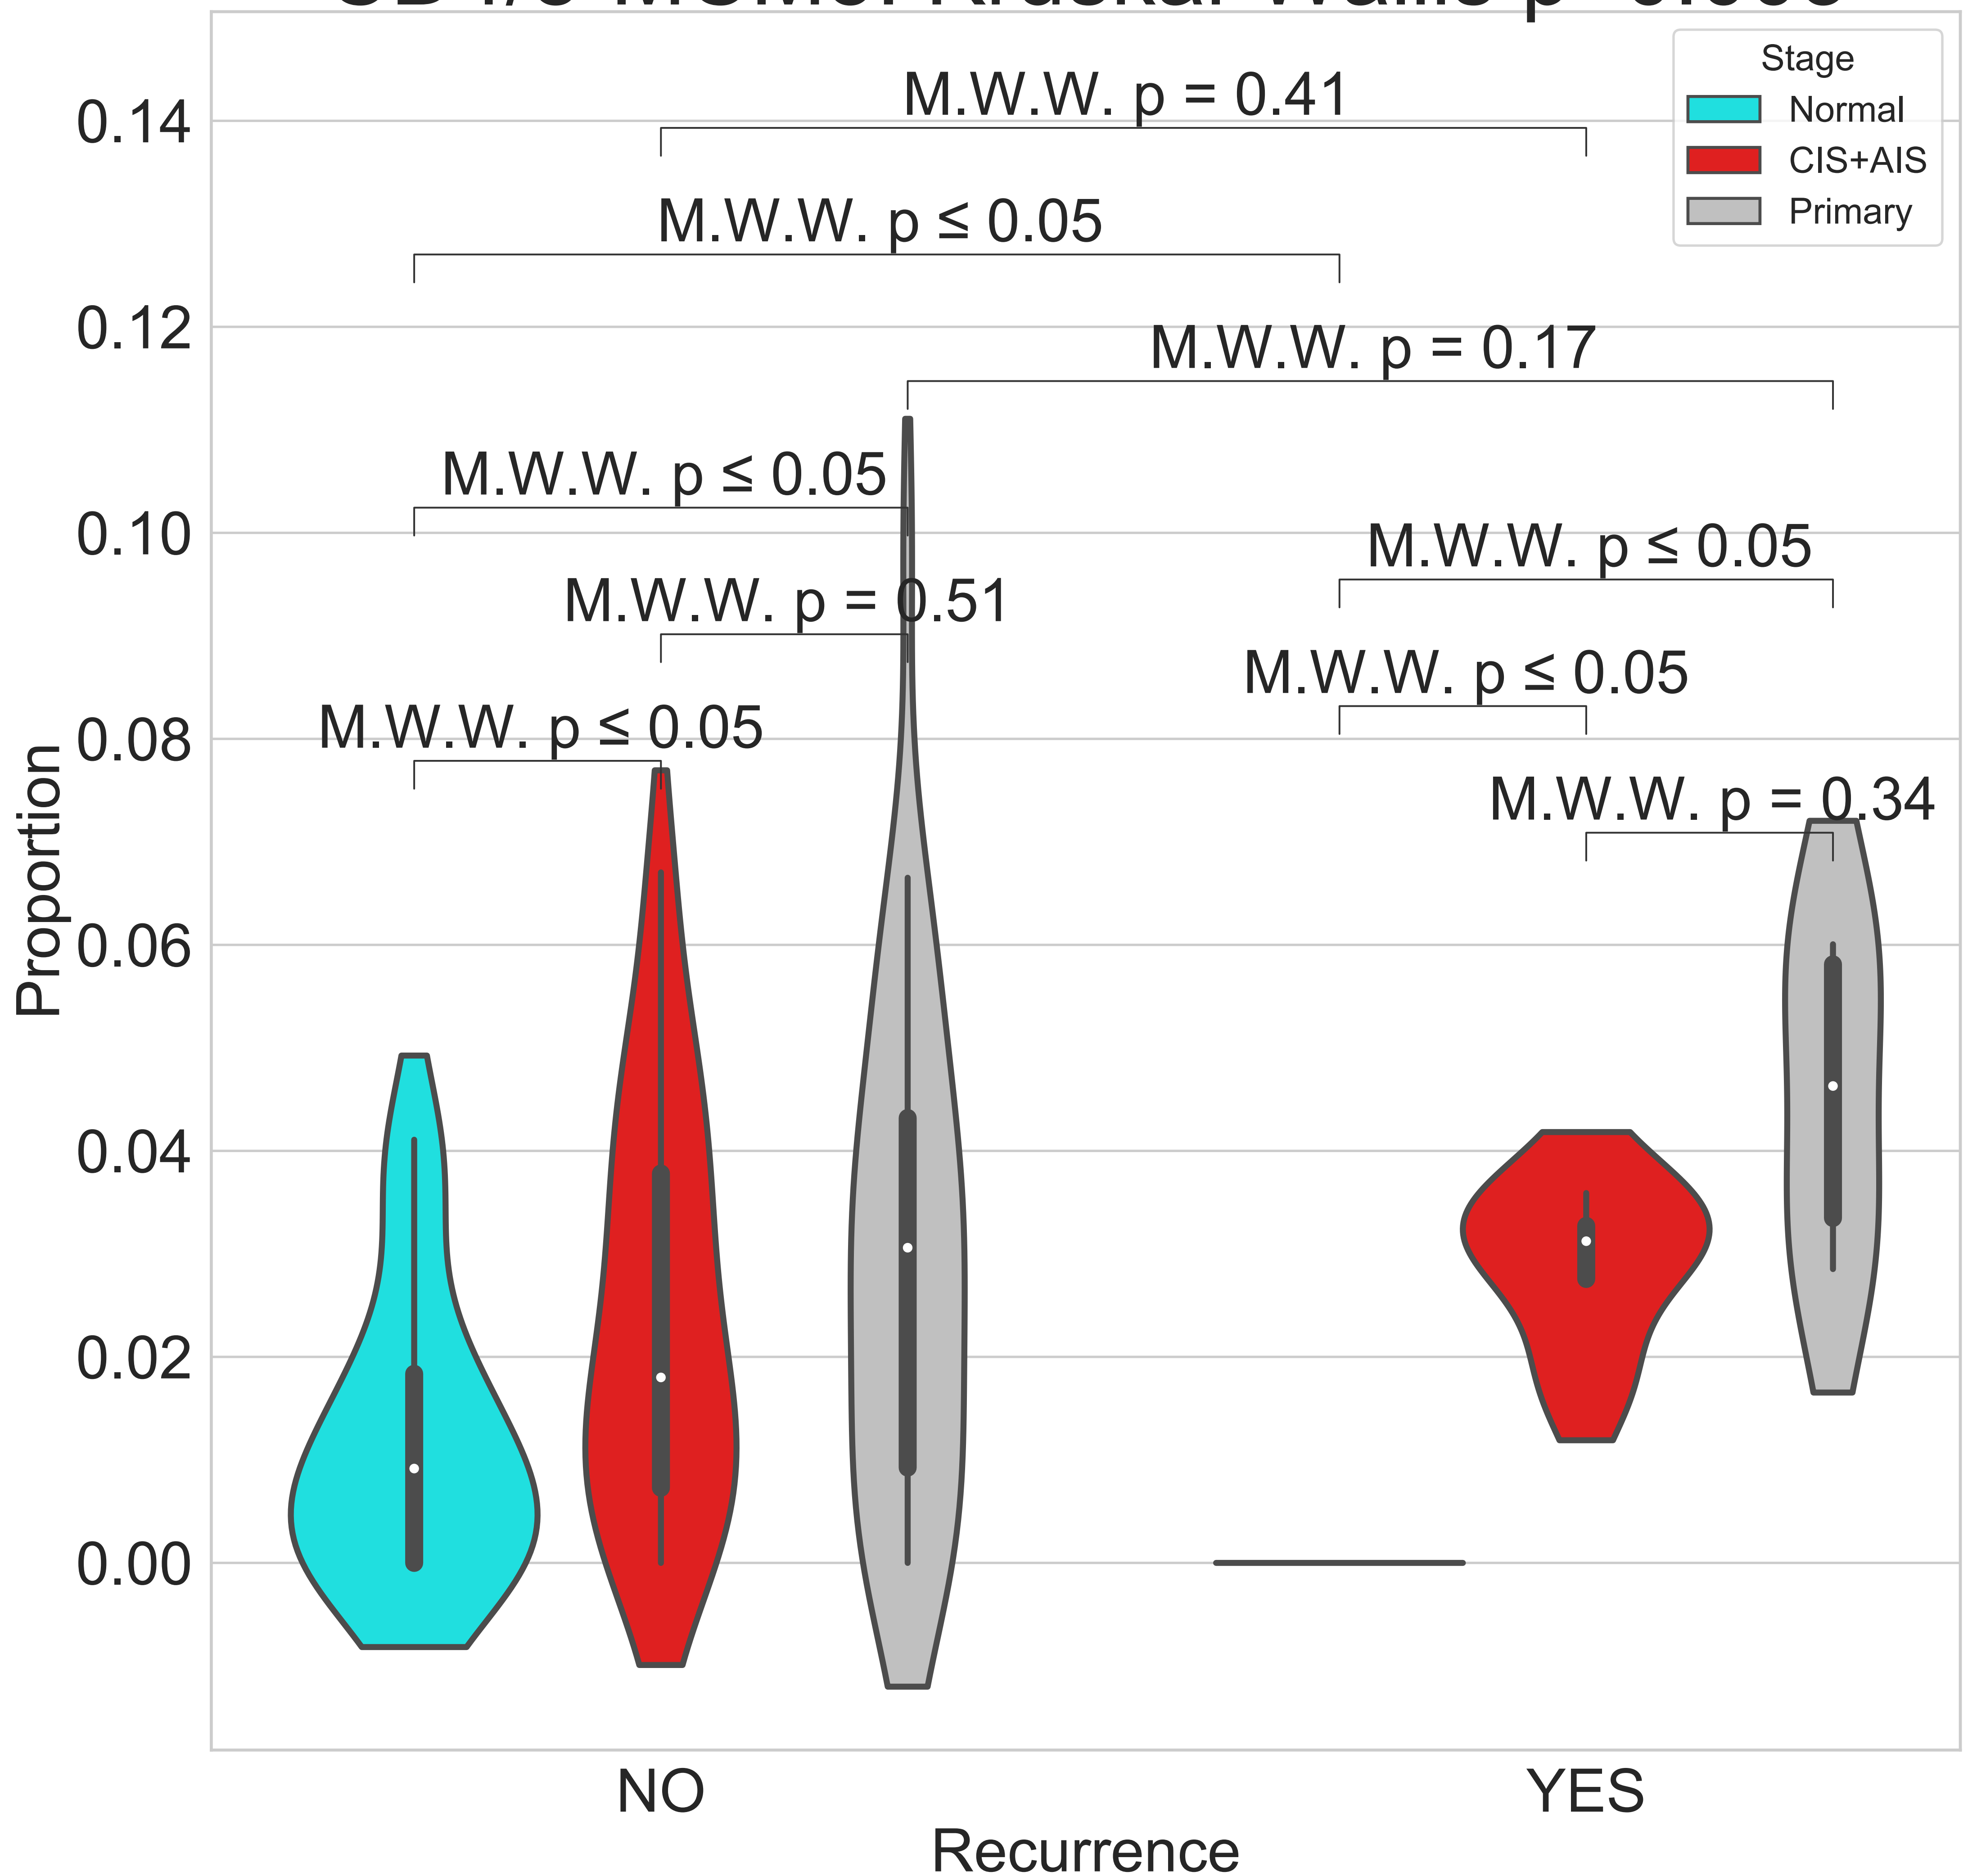 M.W.W. p = 0.41
M.W.W. p ≤ 0.05
M.W.W. p = 0.17
M.W.W. p ≤ 0.05
M.W.W. p ≤ 0.05
M.W.W. p = 0.51
M.W.W. p ≤ 0.05
M.W.W. p ≤ 0.05
M.W.W. p = 0.34
Stage
Normal
CIS+AIS
Primary
0.14
0.12
0.10
0.08
0.06
0.04
0.02
0.00
Proportion
NO
YES
Recurrence